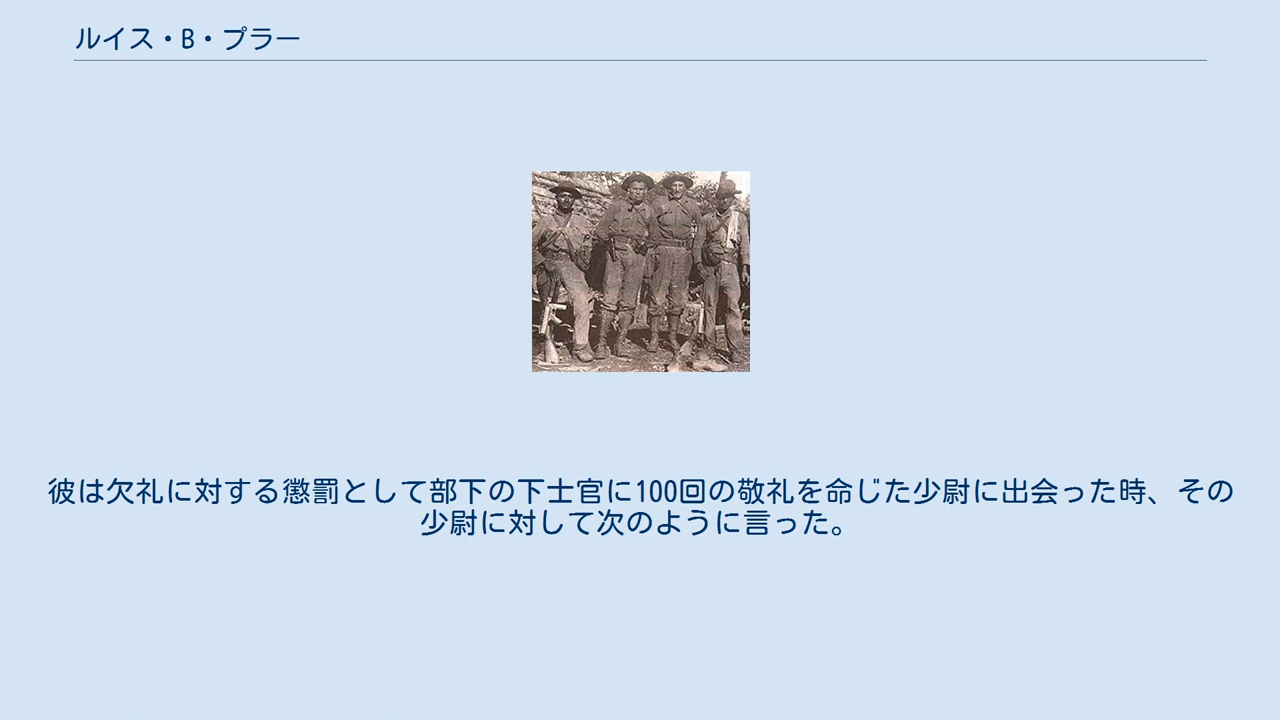 ルイス・B・プラー
彼は欠礼に対する懲罰として部下の下士官に100回の敬礼を命じた少尉に出会った時、その
少尉に対して次のように言った。